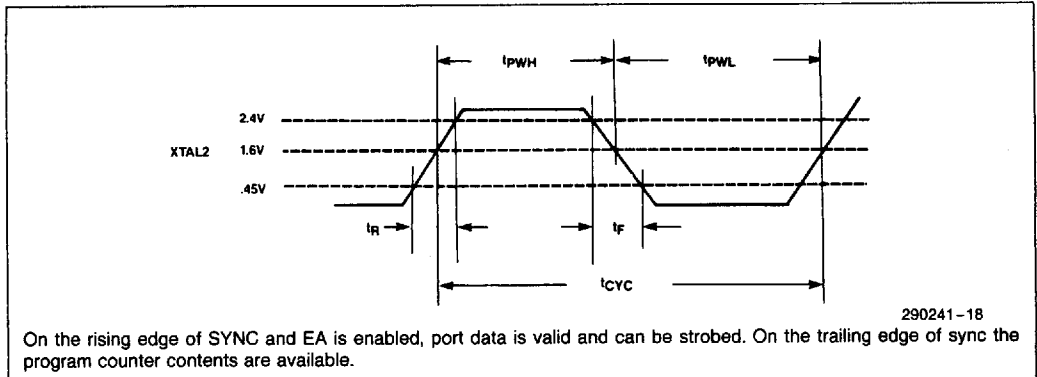 tPWH tPWL
2.4V
XTAL2 1.6V
.45V
tR tF
tCYC
290241-18
On the rising edge of SYNC and EA is enabled, port data is valid and can be strobed. On the trailing edge of sync the
program counter contents are available.